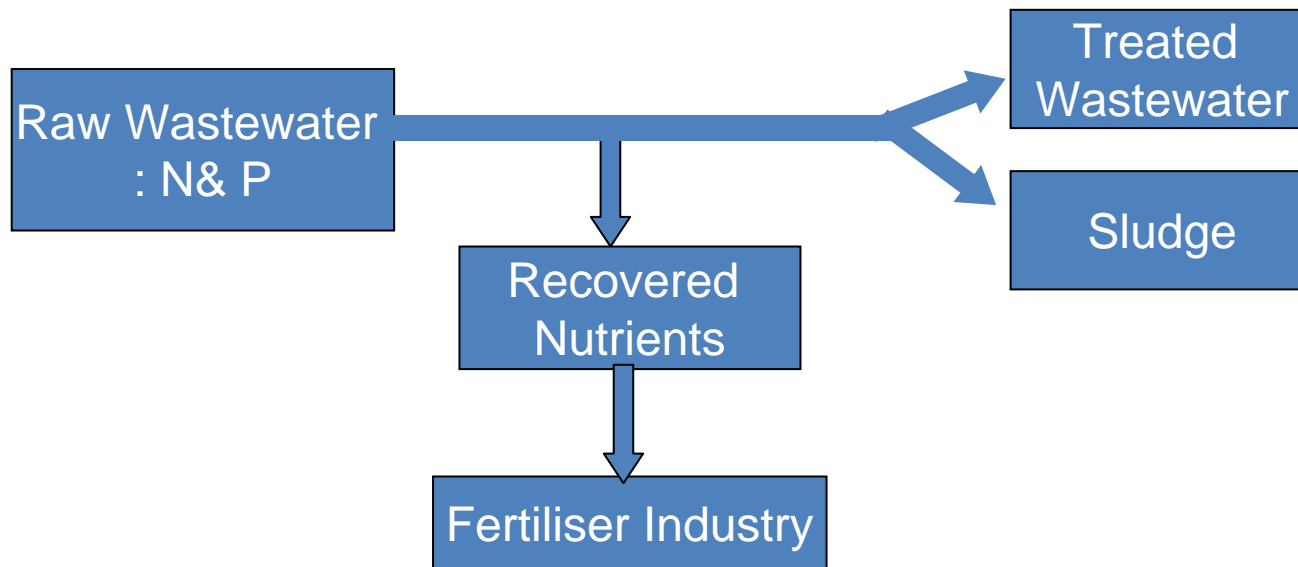 Raw Wastewater
: N& P
Treated
Wastewater
Sludge
Recovered
Nutrients
Fertiliser Industry